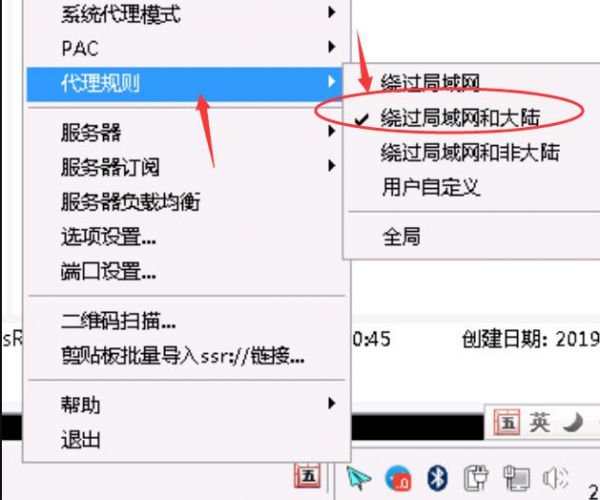 系统代理模式
PAC
代理规则
绕过局域网
绕过局域网和大陆
绕过局域网和非大陆
用户自定义
全局
服务器
服务器订阅
服务器负载均衡
选项设置...
端口设置...
二维码扫描...
剪贴板批量导入ssr://链接...
帮助
退出
sR
0:45
创建日期: 2019
五 英
五
2